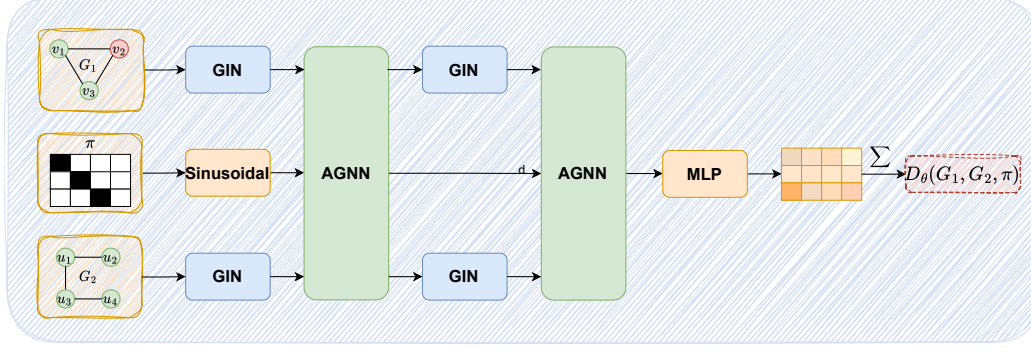 v₁ v₂
G₁
v₃
GIN
GIN
π
Sinusoidal
AGNN
d
AGNN
MLP
∑
D_θ(G₁, G₂, π)
u₁ u₂
G₂
u₃ u₄
GIN
GIN